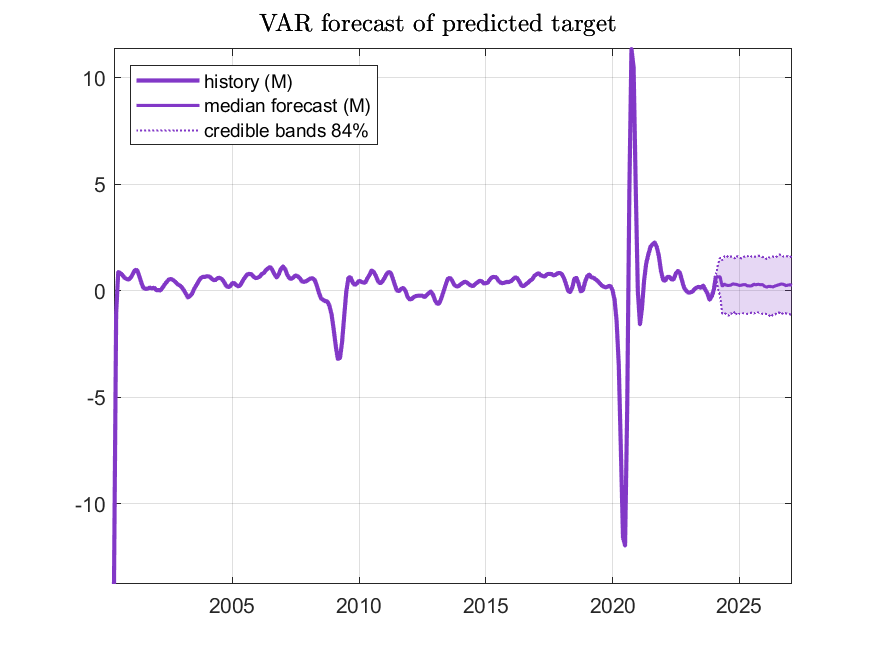 VAR forecast of predicted target
history (M)
median forecast (M)
credible bands 84%
10
5
0
-5
-10
2005 2010 2015 2020 2025